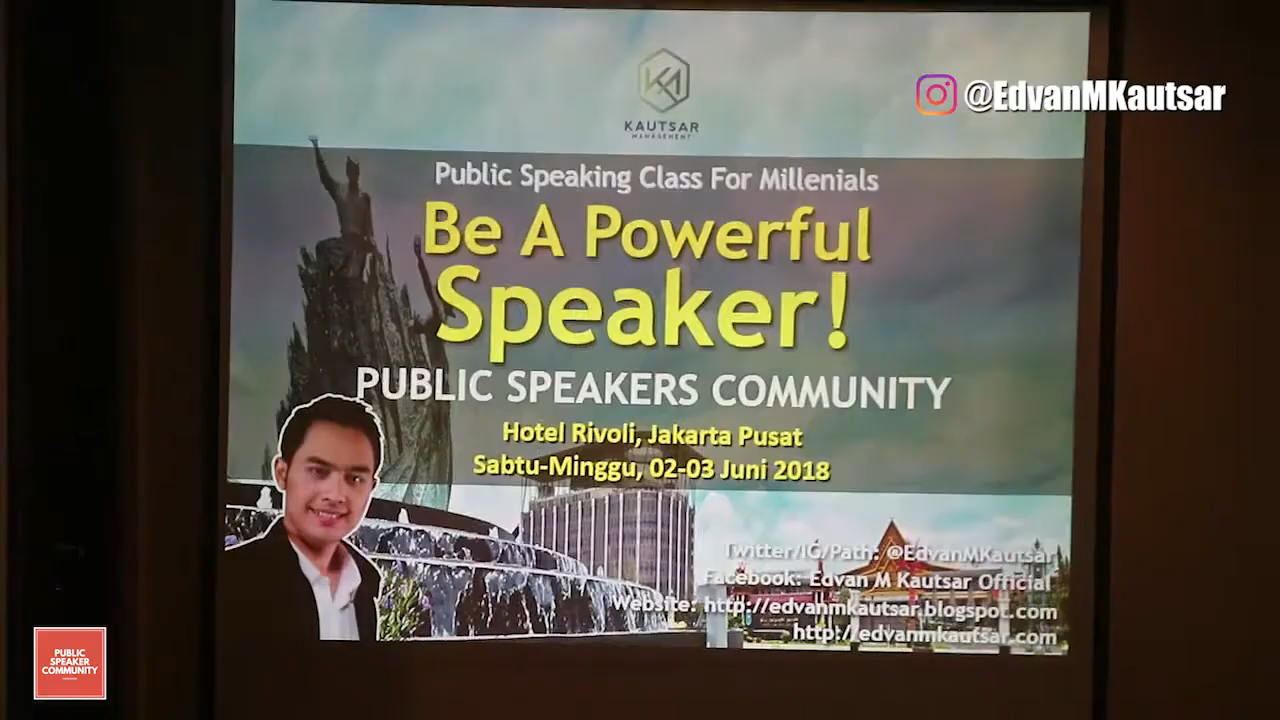 KAUTSAR
MANAGEMENT
@EdvanMKautsar
Public Speaking Class For Millenials
Be A Powerful
Speaker!
PUBLIC SPEAKERS COMMUNITY
Hotel Rivoli, Jakarta Pusat
Sabtu-Minggu, 02-03 Juni 2018
Twitter/IG/Path: @EdvanMKautsar
Facebook: Edvan M Kautsar Official
Website: http://edvanmkautsar.blogspot.com
http://edvanmkautsar.com
PUBLIC
SPEAKER
COMMUNITY